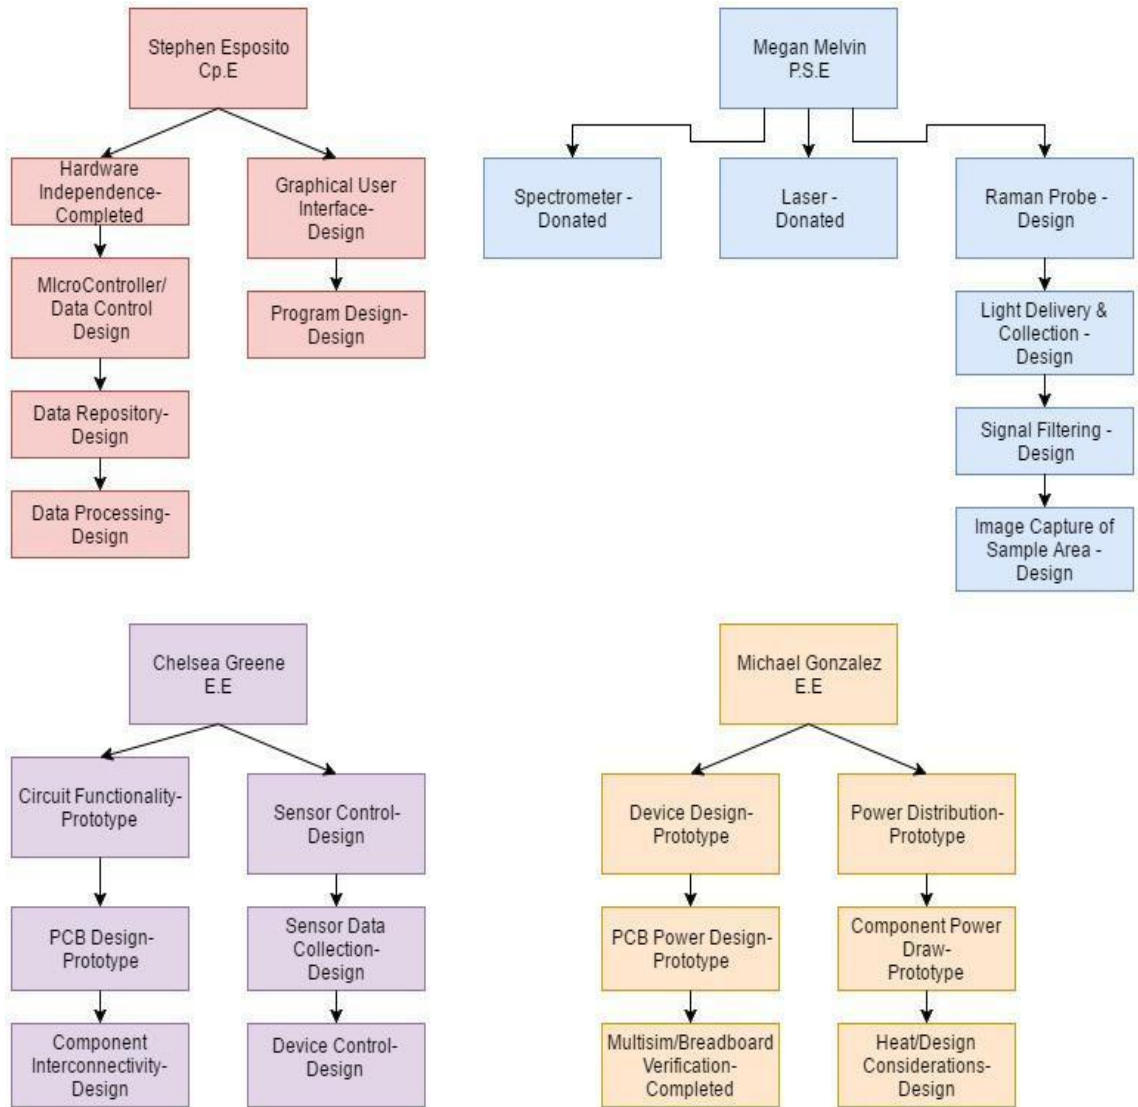 Stephen Esposito
Cp.E
Hardware
Independence-
Completed
MIcroController/
Data Control
Design
Data Repository-
Design
Data Processing-
Design
Graphical User
Interface-
Design
Program Design-
Design
Megan Melvin
P.S.E
Spectrometer -
Donated
Laser -
Donated
Raman Probe -
Design
Light Delivery &
Collection -
Design
Signal Filtering -
Design
Image Capture of
Sample Area -
Design
Chelsea Greene
E.E
Circuit Functionality-
Prototype
PCB Design-
Prototype
Component
Interconnectivity-
Design
Sensor Control-
Design
Sensor Data
Collection-
Design
Device Control-
Design
Michael Gonzalez
E.E
Device Design-
Prototype
PCB Power Design-
Prototype
Multisim/Breadboard
Verification-
Completed
Power Distribution-
Prototype
Component Power
Draw-
Prototype
Heat/Design
Considerations-
Design